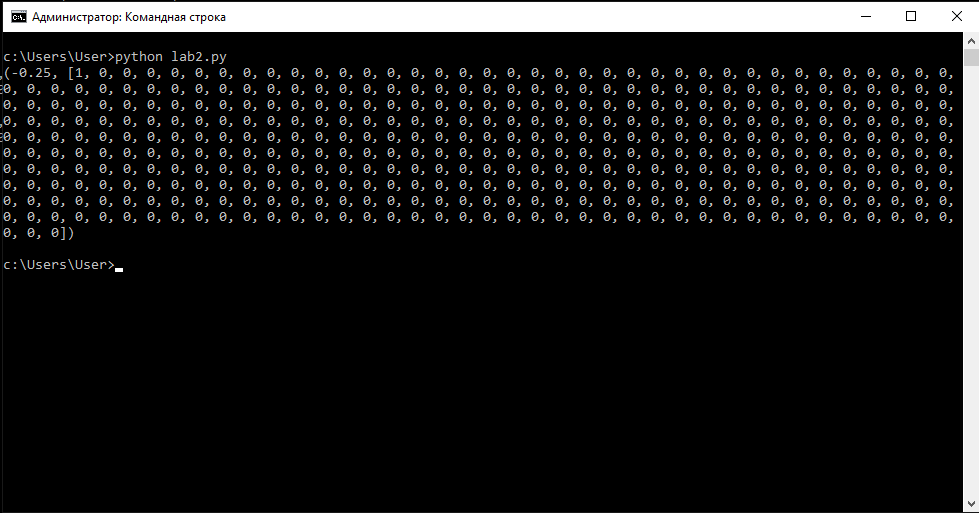 Администратор: Командная строка
c:\Users\User>python lab2.py
(-0.25, [1, 0, 0, 0, 0, 0, 0, 0, 0, 0, 0, 0, 0, 0, 0, 0, 0, 0, 0, 0, 0, 0, 0, 0, 0, 0, 0, 0, 0, 0, 0, 0, 0, 0, 0, 0, 0,
0, 0, 0, 0, 0, 0, 0, 0, 0, 0, 0, 0, 0, 0, 0, 0, 0, 0, 0, 0, 0, 0, 0, 0, 0, 0, 0, 0, 0, 0, 0, 0, 0, 0, 0, 0, 0, 0, 0, 0,
0, 0, 0, 0, 0, 0, 0, 0, 0, 0, 0, 0, 0, 0, 0, 0, 0, 0, 0, 0, 0, 0, 0, 0, 0, 0, 0, 0, 0, 0, 0, 0, 0, 0, 0, 0, 0, 0, 0, 0,
0, 0, 0, 0, 0, 0, 0, 0, 0, 0, 0, 0, 0, 0, 0, 0, 0, 0, 0, 0, 0, 0, 0, 0, 0, 0, 0, 0, 0, 0, 0, 0, 0, 0, 0, 0, 0, 0, 0, 0,
0, 0, 0, 0, 0, 0, 0, 0, 0, 0, 0, 0, 0, 0, 0, 0, 0, 0, 0, 0, 0, 0, 0, 0, 0, 0, 0, 0, 0, 0, 0, 0, 0, 0, 0, 0, 0, 0, 0, 0,
0, 0, 0, 0, 0, 0, 0, 0, 0, 0, 0, 0, 0, 0, 0, 0, 0, 0, 0, 0, 0, 0, 0, 0, 0, 0, 0, 0, 0, 0, 0, 0, 0, 0, 0, 0, 0, 0, 0, 0,
0, 0, 0, 0, 0, 0, 0, 0, 0, 0, 0, 0, 0, 0, 0, 0, 0, 0, 0, 0, 0, 0, 0, 0, 0, 0, 0, 0, 0, 0, 0, 0, 0, 0, 0, 0, 0, 0, 0, 0,
0, 0, 0, 0, 0, 0, 0, 0, 0, 0, 0, 0, 0, 0, 0, 0, 0, 0, 0, 0, 0, 0, 0, 0, 0, 0, 0, 0, 0, 0, 0, 0, 0, 0, 0, 0, 0, 0, 0, 0,
0, 0, 0, 0, 0, 0, 0, 0, 0, 0, 0, 0, 0, 0, 0, 0, 0, 0, 0, 0, 0, 0, 0, 0, 0, 0, 0, 0, 0, 0, 0, 0, 0, 0, 0, 0, 0, 0, 0, 0,
0, 0, 0, 0, 0, 0, 0, 0, 0, 0, 0, 0, 0, 0, 0, 0, 0, 0, 0, 0, 0, 0, 0, 0, 0, 0, 0, 0, 0, 0, 0, 0, 0, 0, 0, 0, 0, 0, 0, 0,
0, 0, 0])
c:\Users\User>